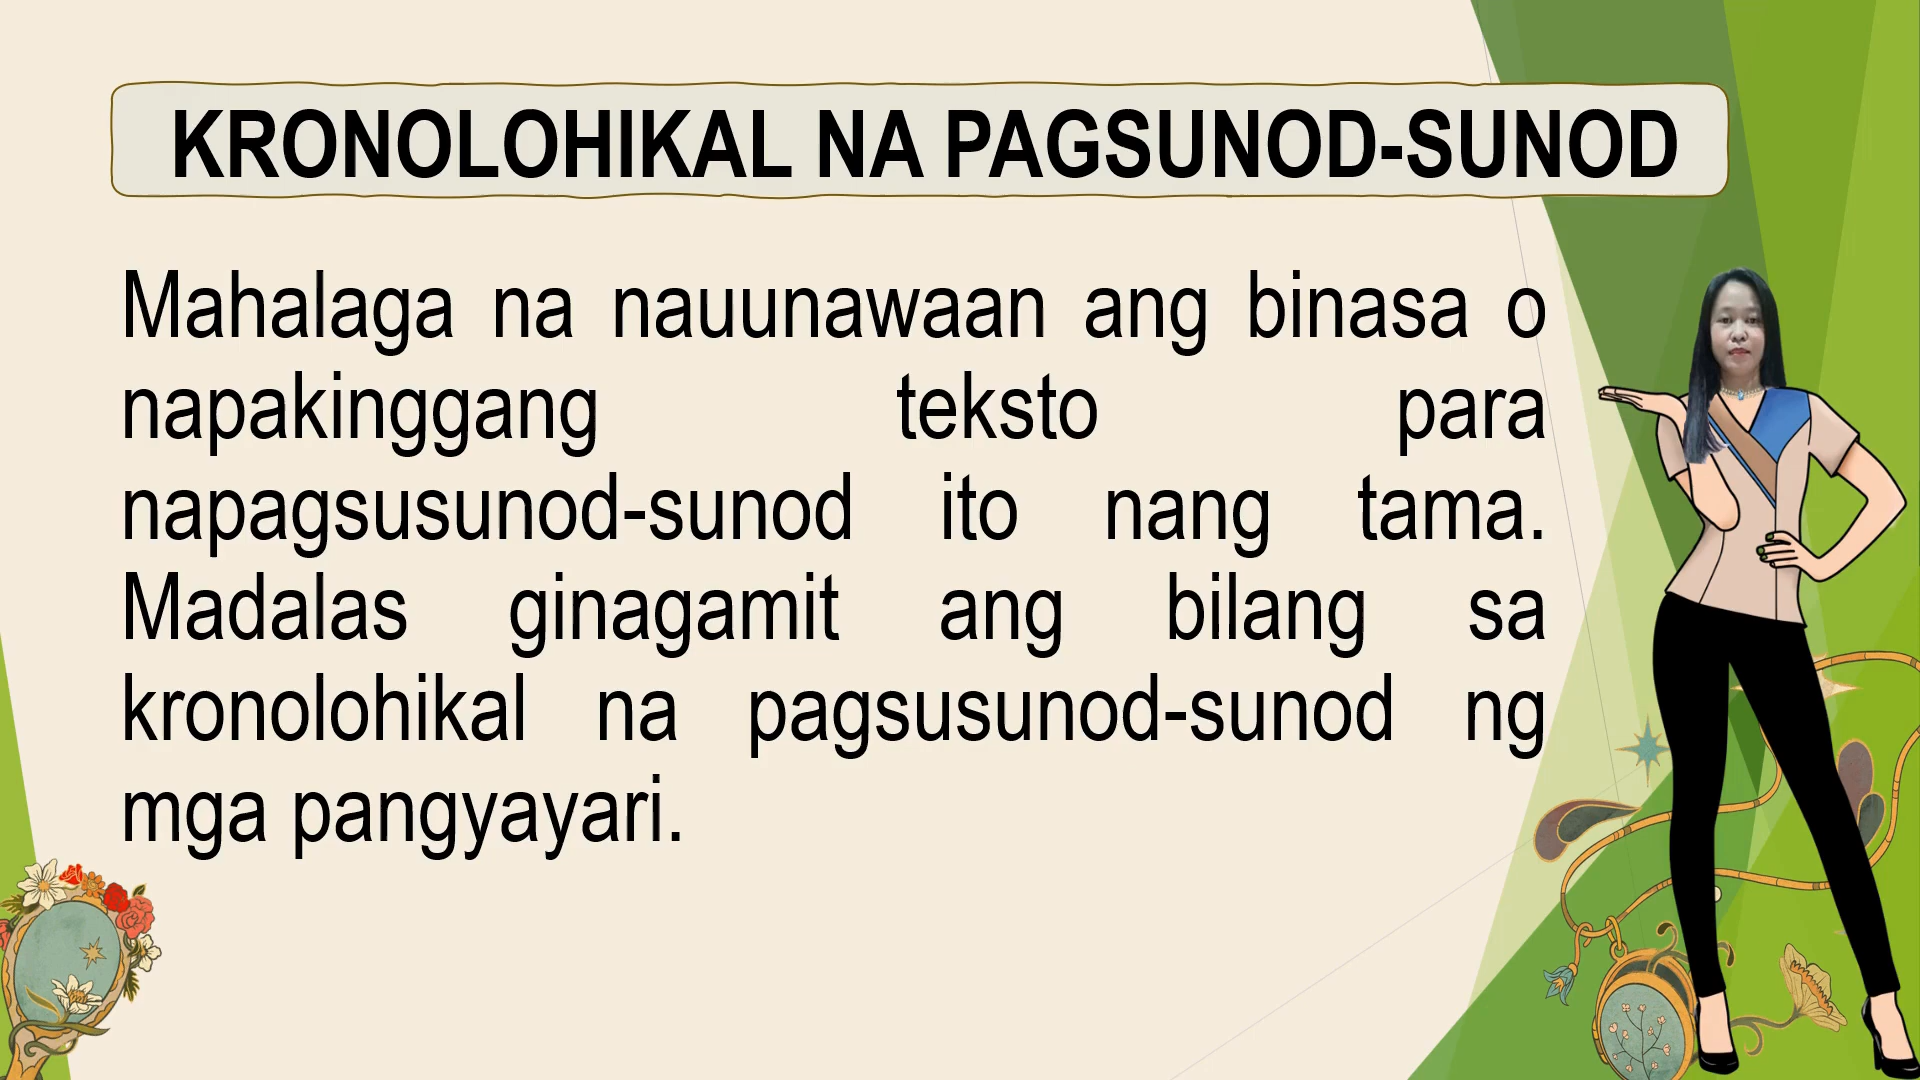 KRONOLOHIKAL NA PAGSUNOD-SUNOD
Mahalaga na nauunawaan ang binasa o
napakinggang teksto para
napagsusunod-sunod ito nang tama.
Madalas ginagamit ang bilang sa
kronolohikal na pagsusunod-sunod ng
mga pangyayari.